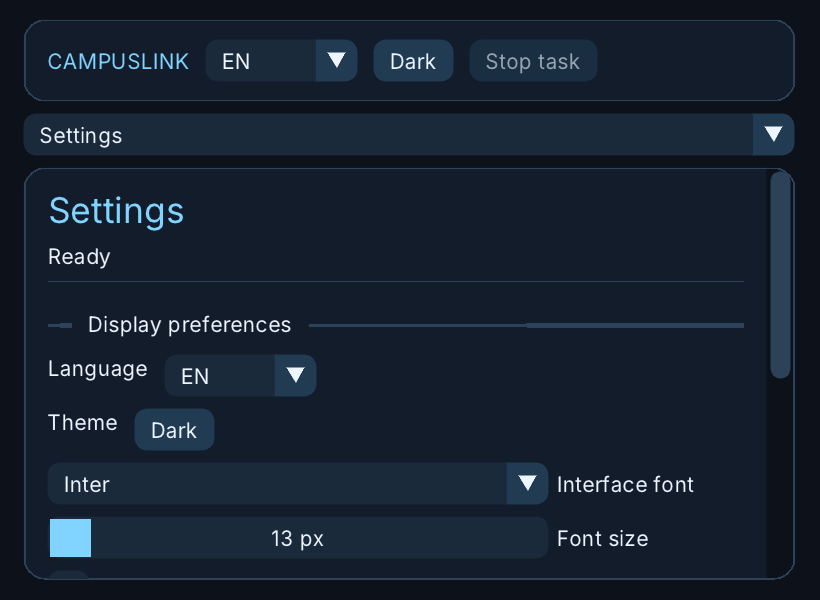 CAMPUSLINK EN Dark Stop task
Settings
Settings
Ready
Display preferences
Language EN
Theme Dark
Inter Interface font
13 px Font size